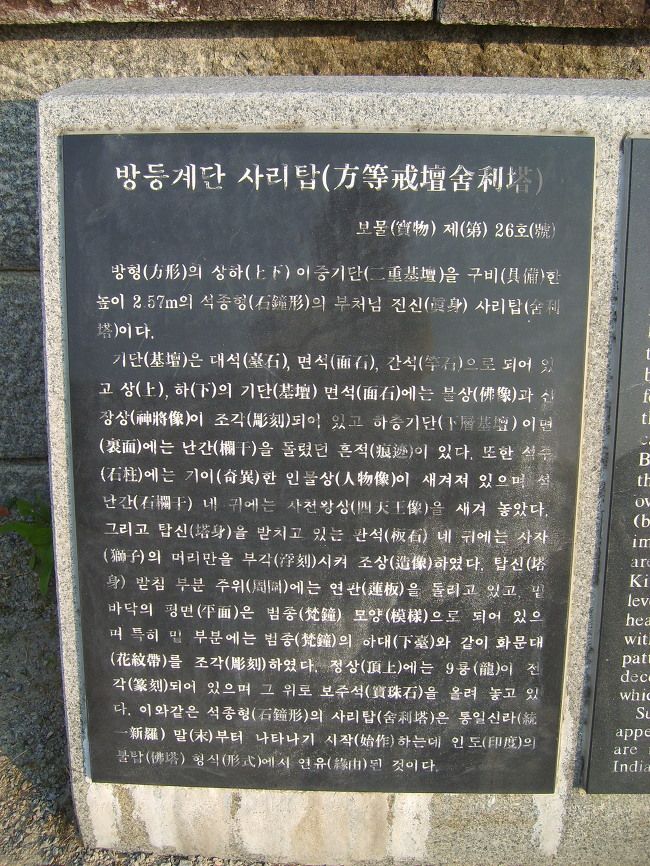 방등계단 사리탑(方等戒壇舍利塔)
보물(寶物) 제(第) 26호(號)
방형(方形)의 상하(上下) 이중기단(二重基壇)을 구비(具備)한
높이 2.57m의 석종형(石鐘形)의 부처님 진신(眞身) 사리탑(舍利
塔)이다.
기단(基壇)은 대석(臺石), 면석(面石), 간석(竿石)으로 되어 있
고 상(上), 하(下)의 기단(基壇) 면석(面石)에는 불상(佛像)과 신
장상(神將像)이 조각(彫刻)되어 있고 하층기단(下層基壇) 이면
(裏面)에는 난간(欄干)을 돌렸던 흔적(痕迹)이 있다. 또한 석주
(石柱)에는 기이(奇異)한 인물상(人物像)이 새겨져 있으며 석
난간(石欄干) 네 귀에는 사천왕상(四天王像)을 새겨 놓았다.
그리고 탑신(塔身)을 받치고 있는 판석(板石) 네 귀에는 사자
(獅子)의 머리만을 부각(浮刻)시켜 조상(造像)하였다. 탑신(塔
身) 받침 부분 주위(周圍)에는 연판(蓮板)을 돌리고 있고, 밑
바닥의 평면(平面)은 범종(梵鐘) 모양(模樣)으로 되어 있으
며 특히 밑 부분에는 범종(梵鐘)의 하대(下臺)와 같이 화문대
(花紋帶)를 조각(彫刻)하였다. 정상(頂上)에는 9룡(龍)이 전
각(篆刻)되어 있으며 그 위로 보주석(寶珠石)을 올려 놓고 있
다. 이와같은 석종형(石鐘形)의 사리탑(舍利塔)은 통일신라(統
一新羅) 말(末)부터 나타나기 시작(始作)하는데 인도(印度)의
불탑(佛塔) 형식(形式)에서 연유(緣由)된 것이다.
Ki
leve
hea
with
patt
deco
which
Su
appe
are
India